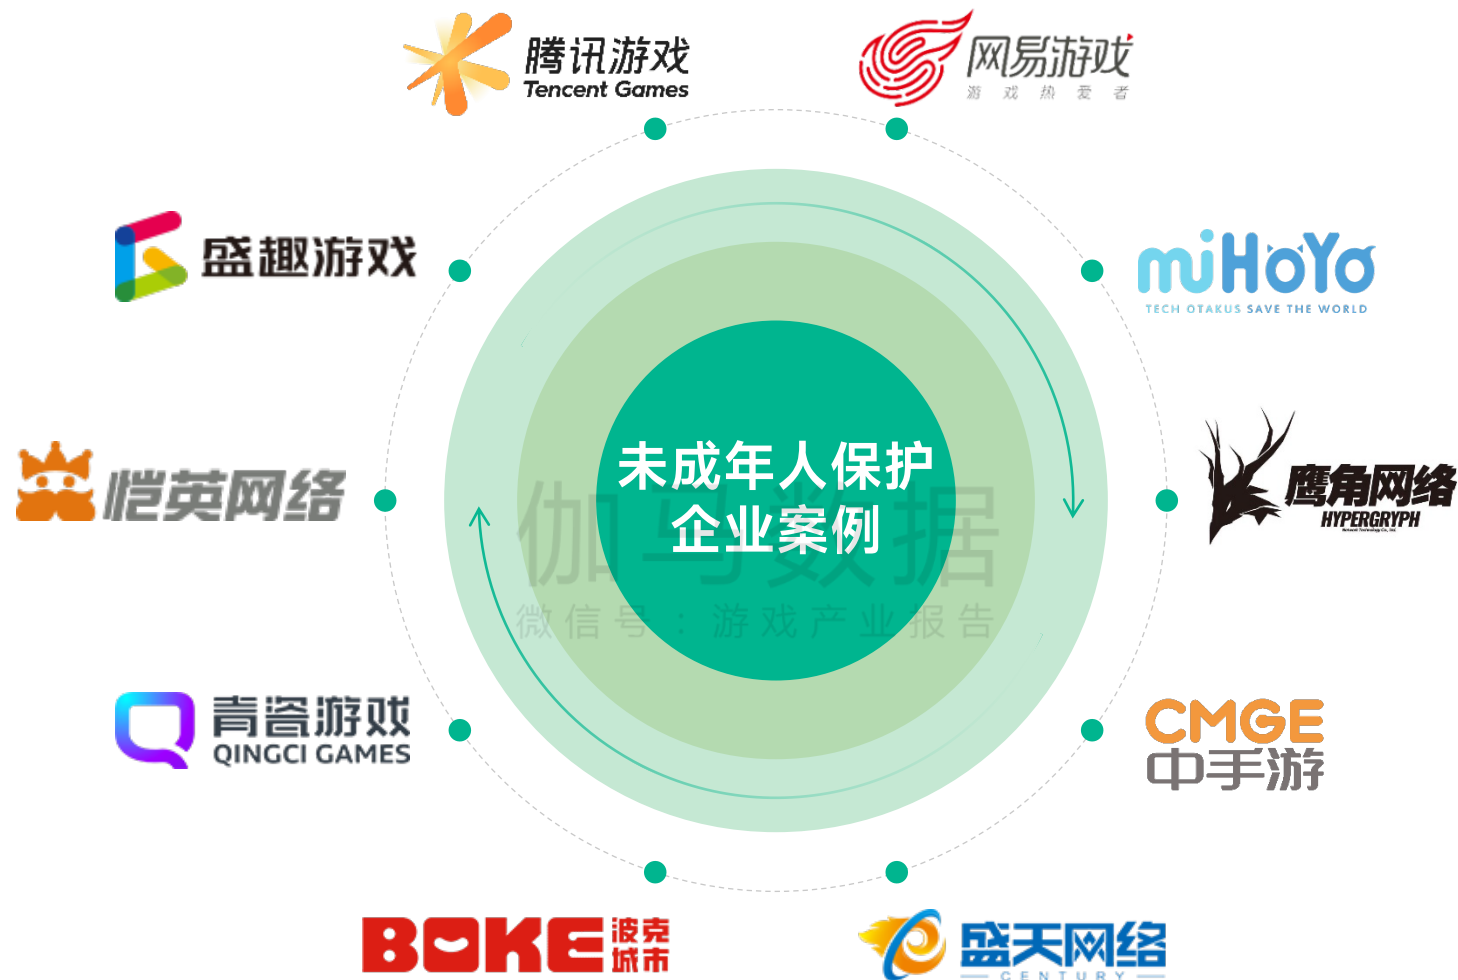 腾讯游戏
Tencent Games
网易游戏
游戏热爱者
盛趣游戏
miHoYo
TECH OTAKUS SAVE THE WORLD
恺英网络
未成年人保护
企业案例
伽马数据
微信号：游戏产业报告
鹰角网络
HYPERGRYPH
Network Technology Co., Inc.
青瓷游戏
QINGCI GAMES
CMGE
中手游
BOKE
波克
城市
盛天网络
CENTURY